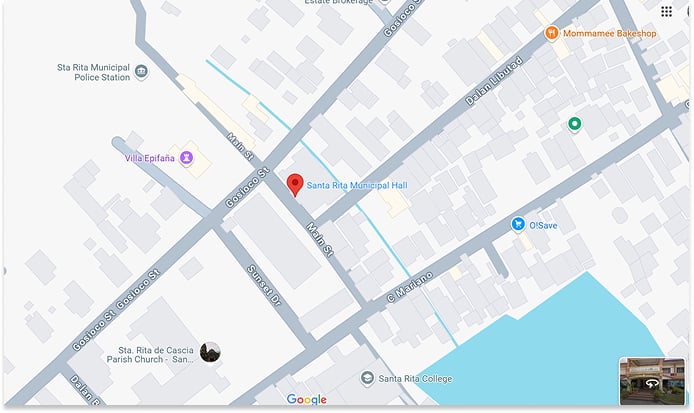 Estate Brokerage
Gosioco St
Mommamee Bakeshop
Sta Rita Municipal
Police Station
Dalan Libutad
Main St
Villa Epifaña
Gosioco St
Santa Rita Municipal Hall
Main St
O!Save
C Mariano
Sunset Dr
Gosioco St
Gosioco St
Sta. Rita de Cascia
Parish Church - San...
Santa Rita College
Google